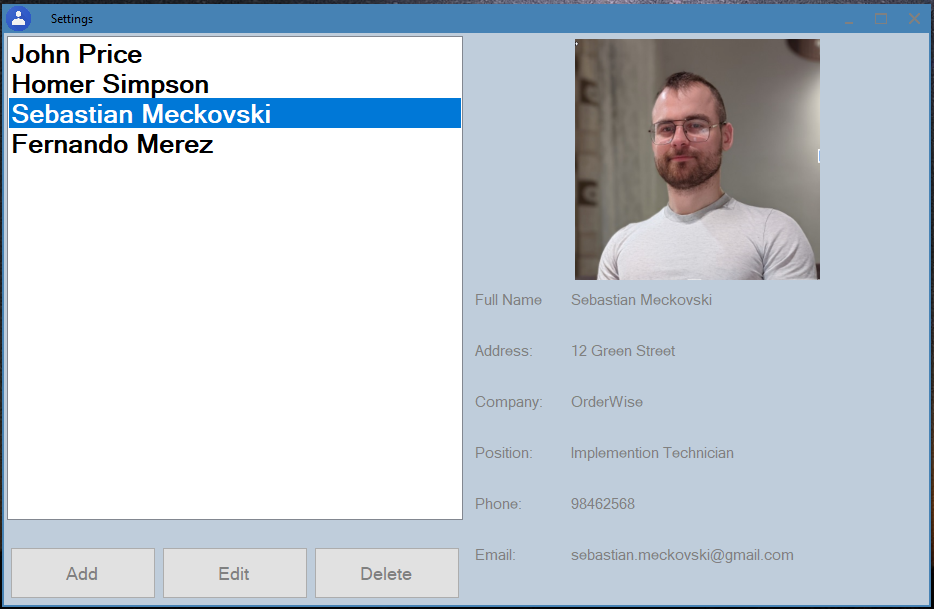 Settings
John Price
Homer Simpson
Sebastian Meckovski
Fernando Merez
Full Name Sebastian Meckovski
Address: 12 Green Street
Company: OrderWise
Position: Implemention Technician
Phone: 98462568
Email: sebastian.meckovski@gmail.com
Add Edit Delete